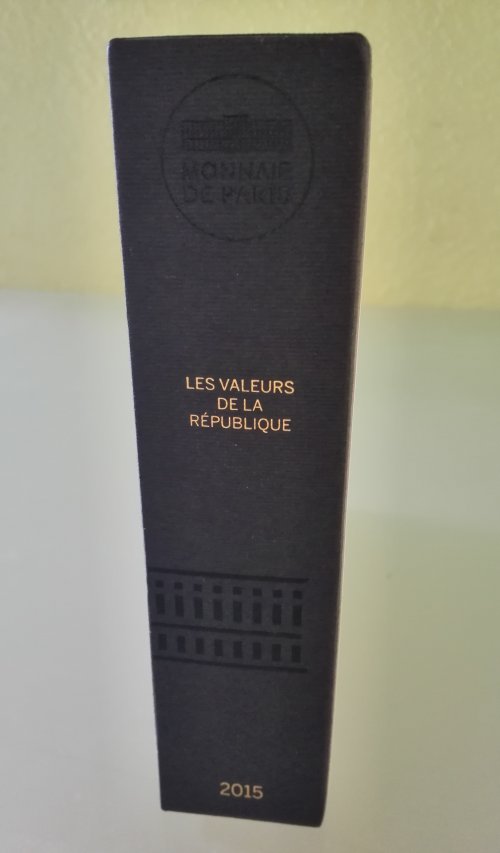 MONNAIE
DE PARIS
LES VALEURS
DE LA
RÉPUBLIQUE
2015